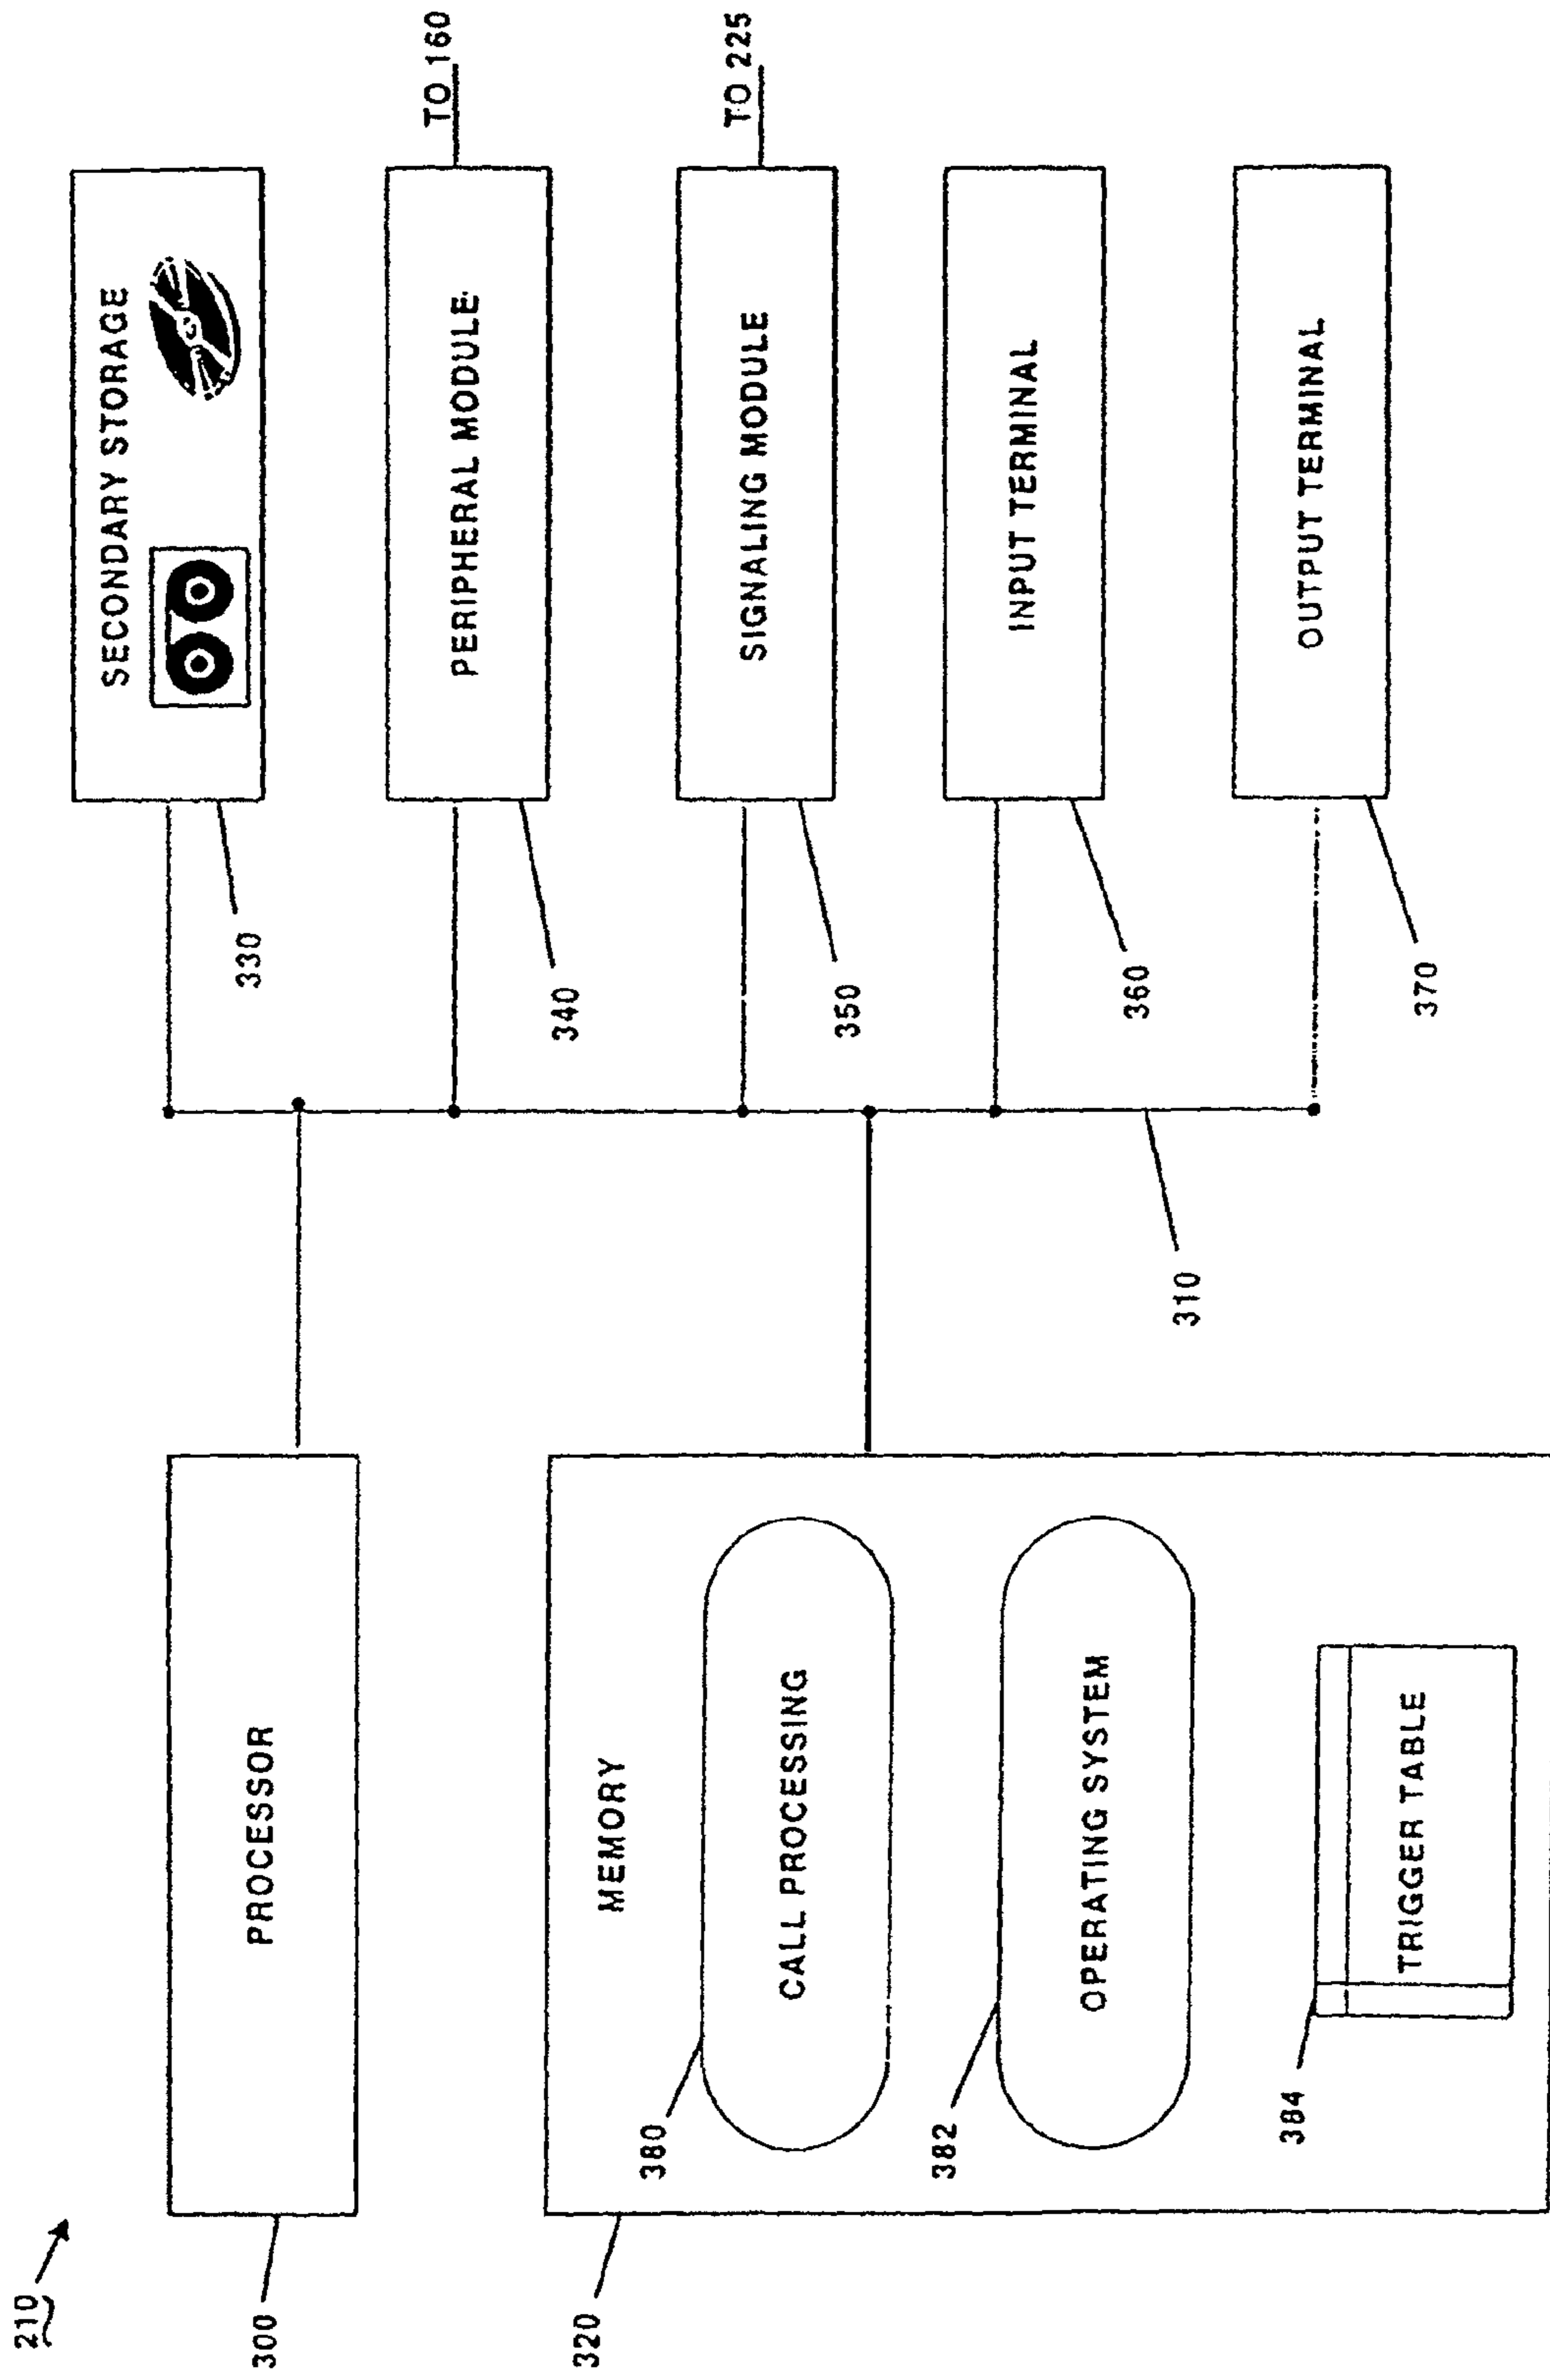 210
300
PROCESSOR
320
MEMORY
380
CALL PROCESSING
382
OPERATING SYSTEM
384
TRIGGER TABLE
310
SECONDARY STORAGE
330
PERIPHERAL MODULE
TO 160
340
SIGNALING MODULE
TO 225
350
INPUT TERMINAL
360
OUTPUT TERMINAL
370